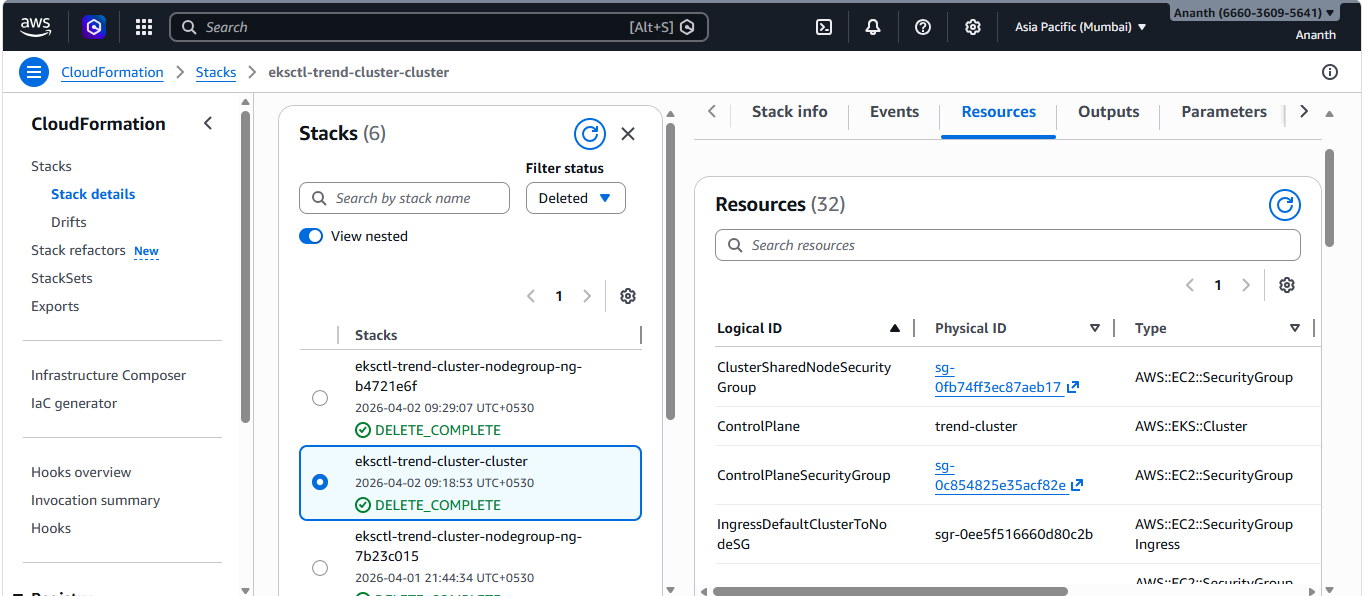 aws
Search
[Alt+S]
Asia Pacific (Mumbai)
Ananth (6660-3609-5641)
Ananth
CloudFormation
Stacks
eksctl-trend-cluster-cluster
CloudFormation
Stacks
Stack details
Drifts
Stack refactors New
StackSets
Exports
Infrastructure Composer
IaC generator
Hooks overview
Invocation summary
Hooks
Stacks (6)
Filter status
Search by stack name
Deleted
View nested
1
Stacks
eksctl-trend-cluster-nodegroup-ng-
b4721e6f
2026-04-02 09:29:07 UTC+0530
DELETE_COMPLETE
eksctl-trend-cluster-cluster
2026-04-02 09:18:53 UTC+0530
DELETE_COMPLETE
eksctl-trend-cluster-nodegroup-ng-
7b23c015
2026-04-01 21:44:34 UTC+0530
Stack info
Events
Resources
Outputs
Parameters
Resources (32)
Search resources
1
Logical ID
Physical ID
Type
ClusterSharedNodeSecurity
Group
sg-
0fb74ff3ec87aeb17
AWS::EC2::SecurityGroup
ControlPlane
trend-cluster
AWS::EKS::Cluster
ControlPlaneSecurityGroup
sg-
0c854825e35acf82e
AWS::EC2::SecurityGroup
IngressDefaultClusterToNo
deSG
sgr-0ee5f516660d80c2b
AWS::EC2::SecurityGroup
Ingress
AWS::EC2::SecurityGroup